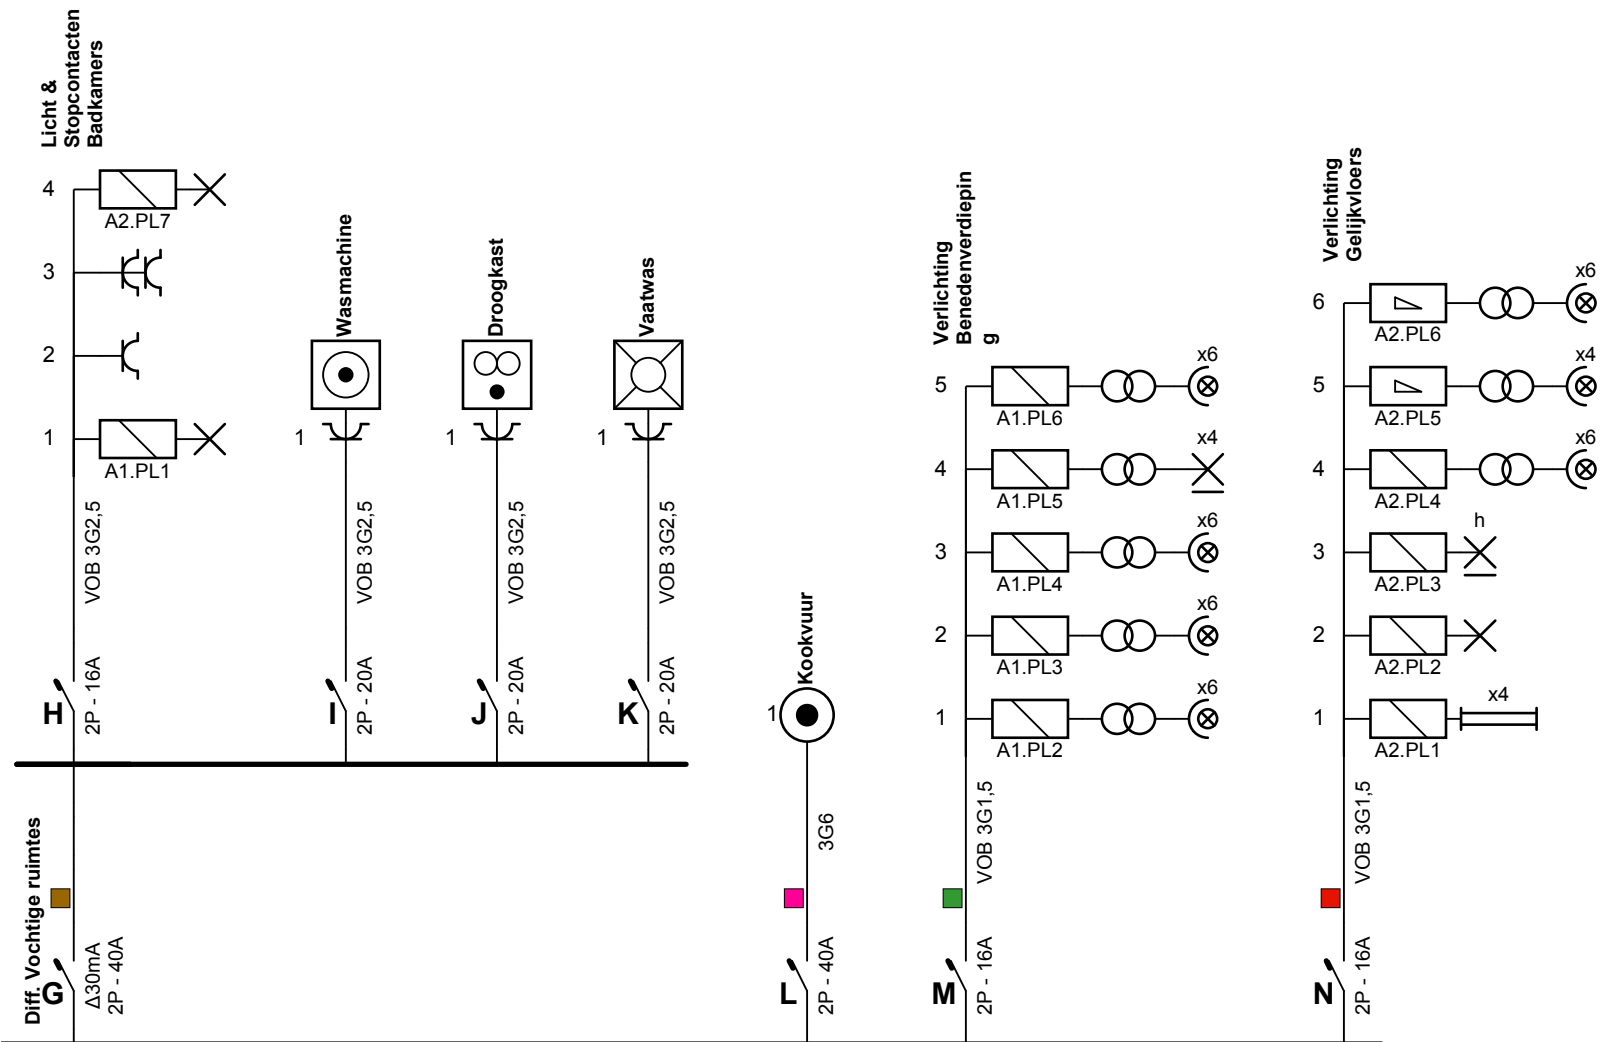 Licht &
Stopcontacten
Badkamers
4
A2.PL7
3
2
1
A1.PL1
VOB 3G2,5
H
2P - 16A
Wasmachine
1
VOB 3G2,5
I
2P - 20A
Droogkast
1
VOB 3G2,5
J
2P - 20A
Vaatwas
1
VOB 3G2,5
K
2P - 20A
Diff. Vochtige ruimtes
G
Δ30mA
2P - 40A
Kookvuur
1
3G6
L
2P - 40A
Verlichting
Benedenverdiepin
g
5
A1.PL6
x6
4
A1.PL5
x4
3
A1.PL4
x6
2
A1.PL3
x6
1
A1.PL2
x6
VOB 3G1,5
M
2P - 16A
Verlichting
Gelijkvloers
6
A2.PL6
x6
5
A2.PL5
x4
4
A2.PL4
x6
3
A2.PL3
h
2
A2.PL2
1
A2.PL1
x4
VOB 3G1,5
N
2P - 16A